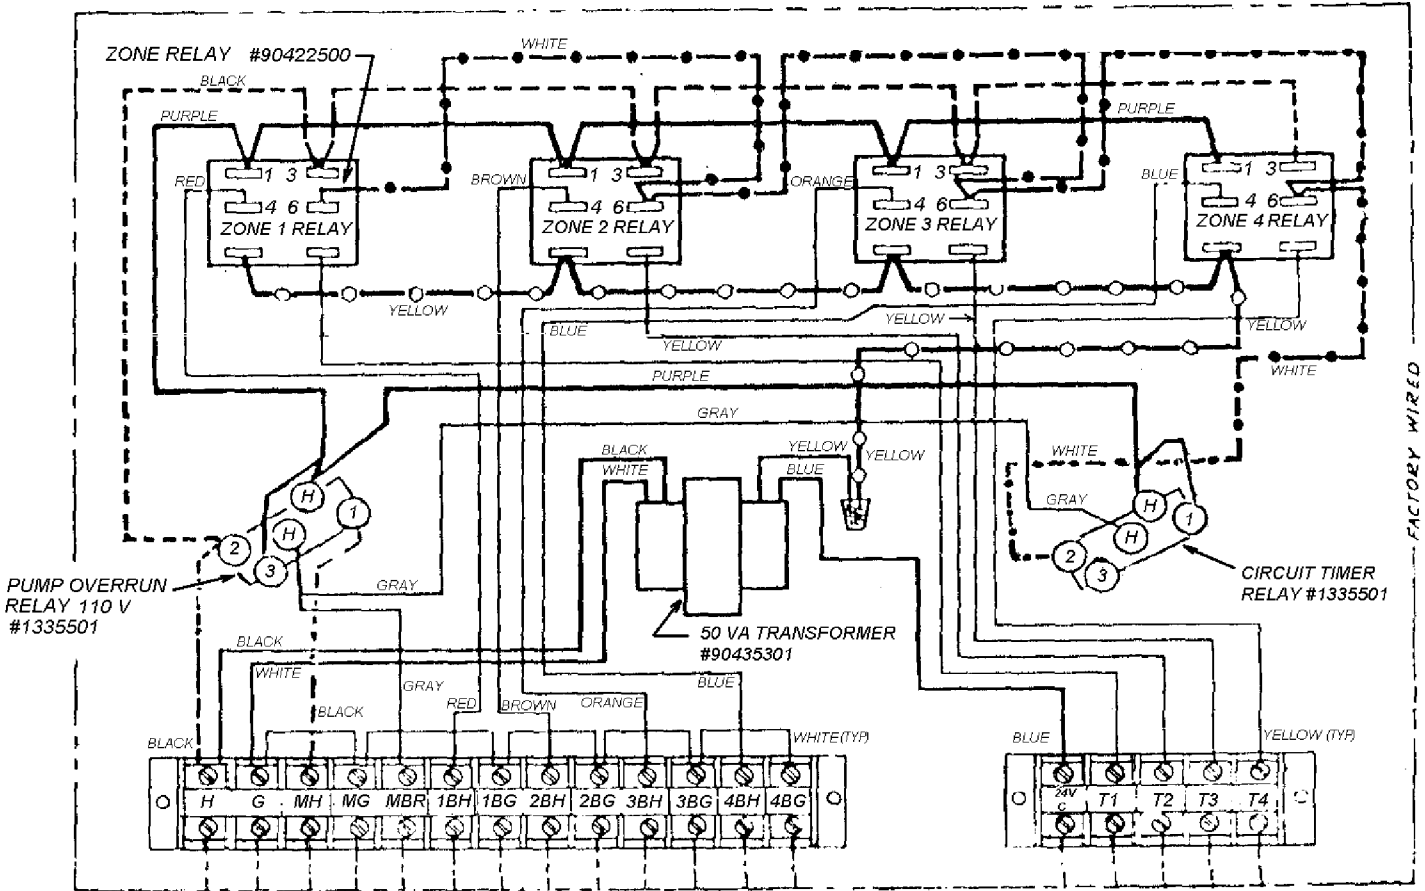 ZONE RELAY #90422500
WHITE
BLACK
PURPLE
PURPLE
RED
1 3
4 6
ZONE 1 RELAY
BROWN
1 3
4 6
ZONE 2 RELAY
ORANGE
1 3
4 6
ZONE 3 RELAY
BLUE
1 3
4 6
ZONE 4 RELAY
YELLOW
BLUE
YELLOW
YELLOW
YELLOW
WHITE
PURPLE
GRAY
BLACK
WHITE
YELLOW
BLUE
YELLOW
WHITE
GRAY
H
H
1
2
3
H
H
1
2
3
PUMP OVERRUN
RELAY 110 V
#1335501
GRAY
CIRCUIT TIMER
RELAY #1335501
50 VA TRANSFORMER
#90435301
FACTORY WIRED
BLACK
WHITE
GRAY
BLACK
RED
BROWN
ORANGE
BLUE
BLACK
WHITE (TYP)
BLUE
YELLOW (TYP)
H G MH MG MBR 1BH 1BG 2BH 2BG 3BH 3BG 4BH 4BG
24V
C T1 T2 T3 T4